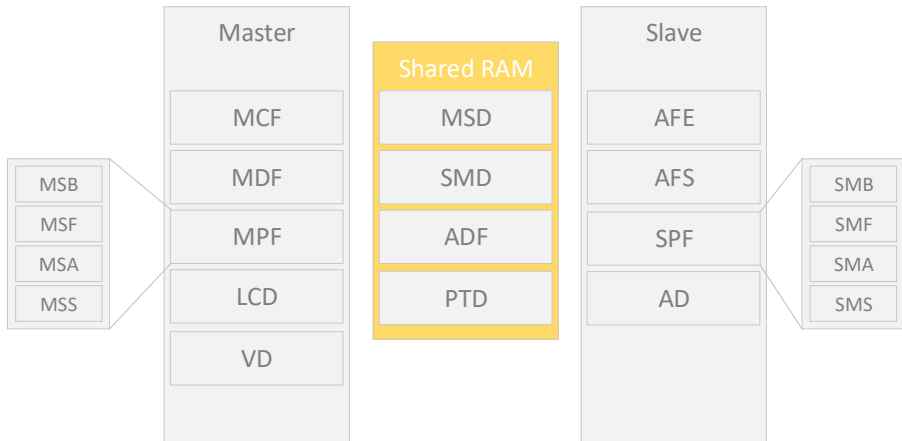 Master
MCF
MDF
MPF
LCD
VD
MSB
MSF
MSA
MSS
Shared RAM
MSD
SMD
ADF
PTD
Slave
AFE
AFS
SPF
AD
SMB
SMF
SMA
SMS